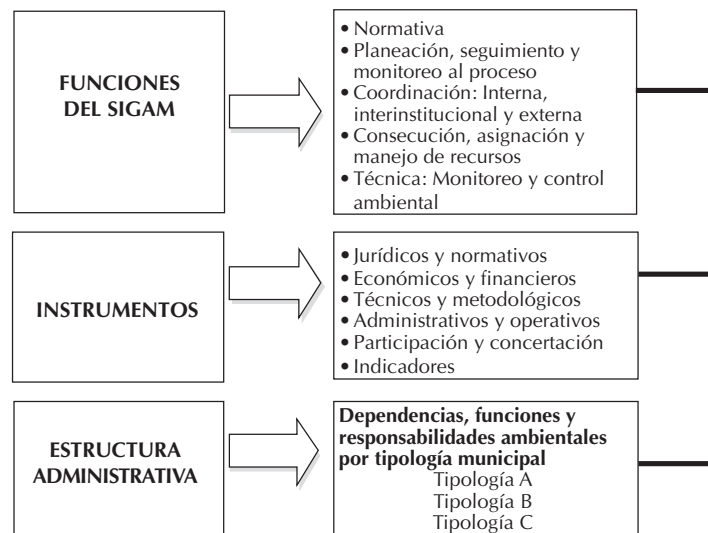 FUNCIONES
DEL SIGAM
• Normativa
• Planeación, seguimiento y
monitoreo al proceso
• Coordinación: Interna,
interinstitucional y externa
• Consecución, asignación y
manejo de recursos
• Técnica: Monitoreo y control
ambiental
INSTRUMENTOS
• Jurídicos y normativos
• Económicos y financieros
• Técnicos y metodológicos
• Administrativos y operativos
• Participación y concertación
• Indicadores
ESTRUCTURA
ADMINISTRATIVA
Dependencias, funciones y
responsabilidades ambientales
por tipología municipal
Tipología A
Tipología B
Tipología C